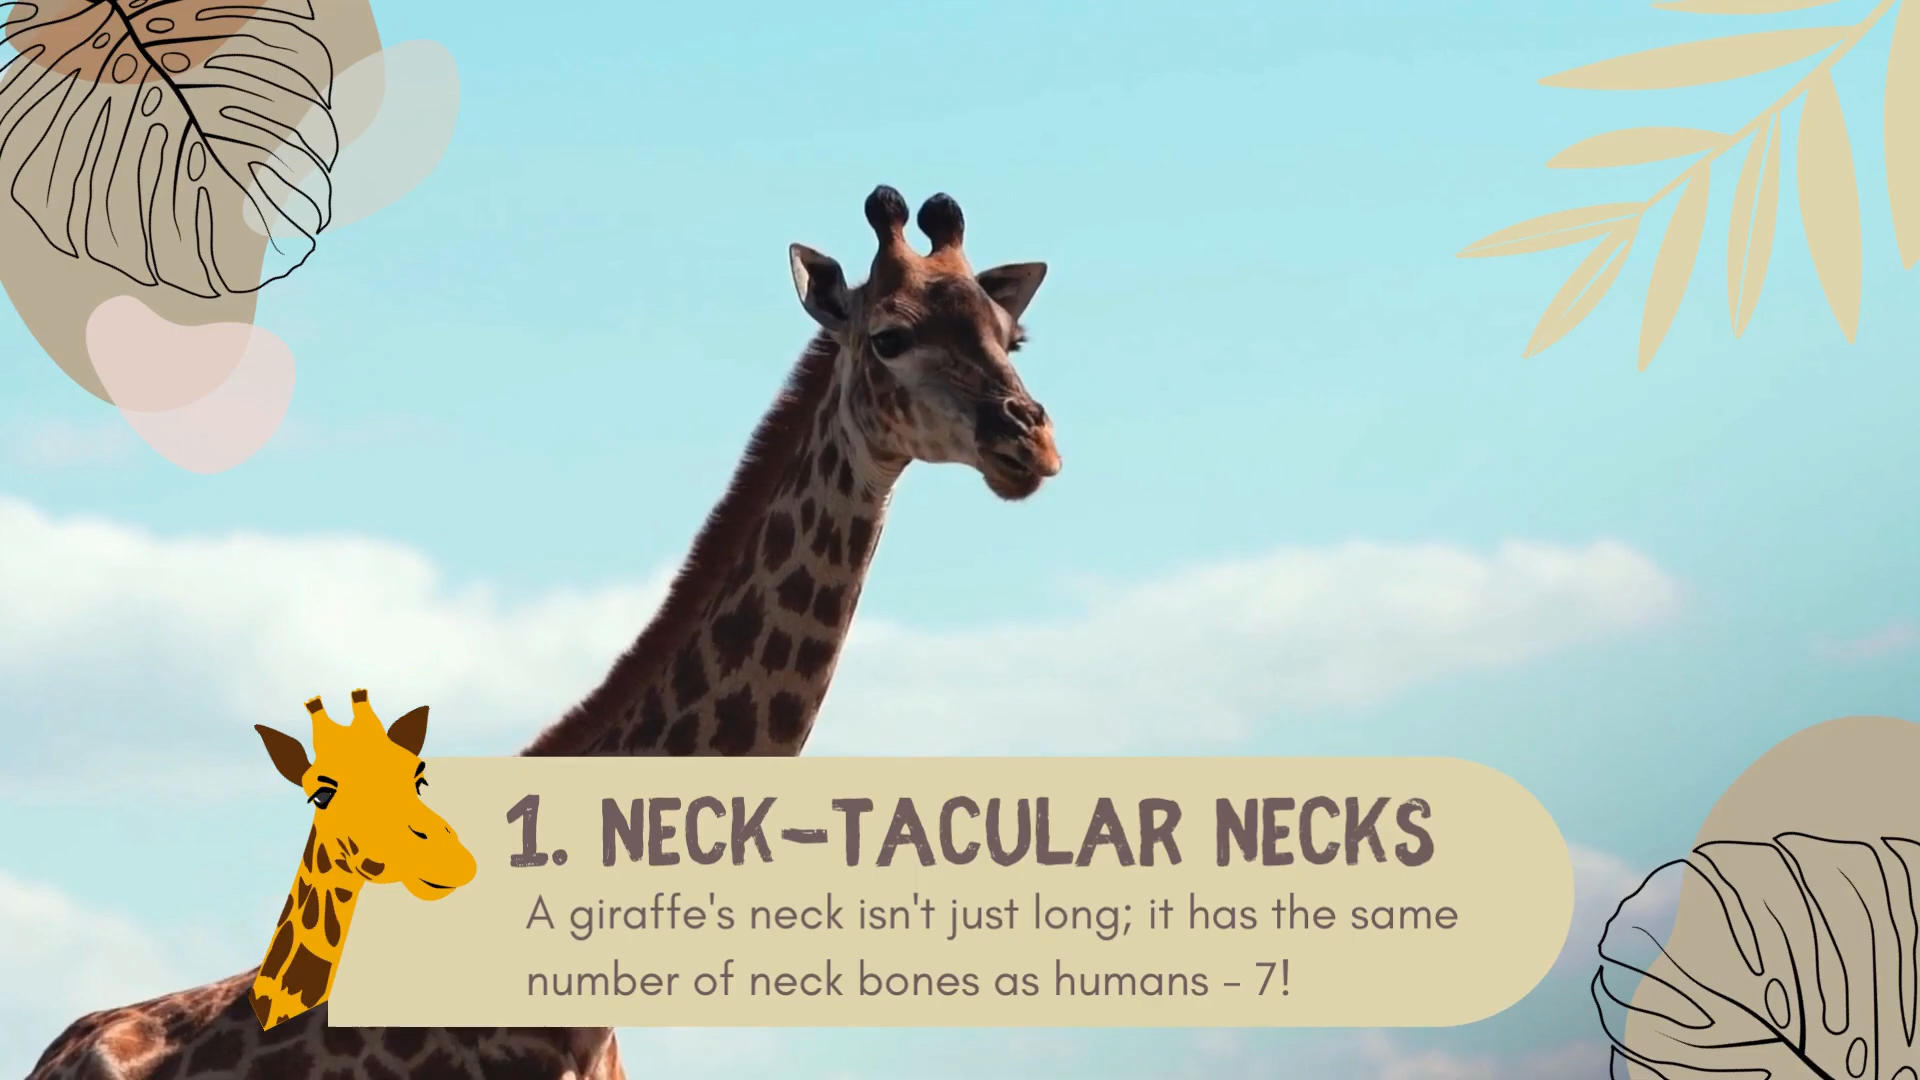 1. NECK-TACULAR NECKS
A giraffe's neck isn't just long; it has the same
number of neck bones as humans - 7!